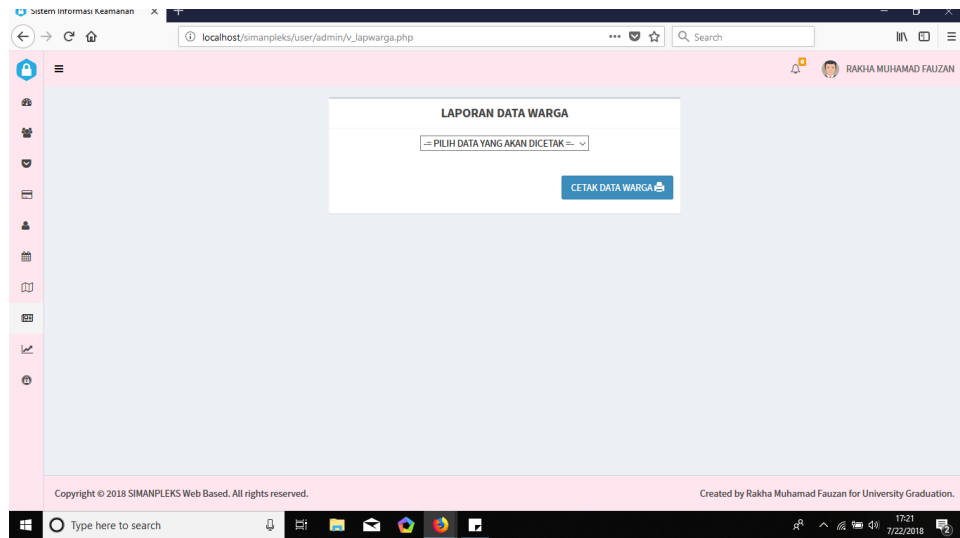 Sistem Informasi Keamanan
localhost/simanpleks/user/admin/v_lapwarga.php
Search
RAKHA MUHAMAD FAUZAN
LAPORAN DATA WARGA
-= PILIH DATA YANG AKAN DICETAK =-
CETAK DATA WARGA
Copyright © 2018 SIMANPLEKS Web Based. All rights reserved.
Created by Rakha Muhamad Fauzan for University Graduation.
Type here to search
17:21
7/22/2018
2